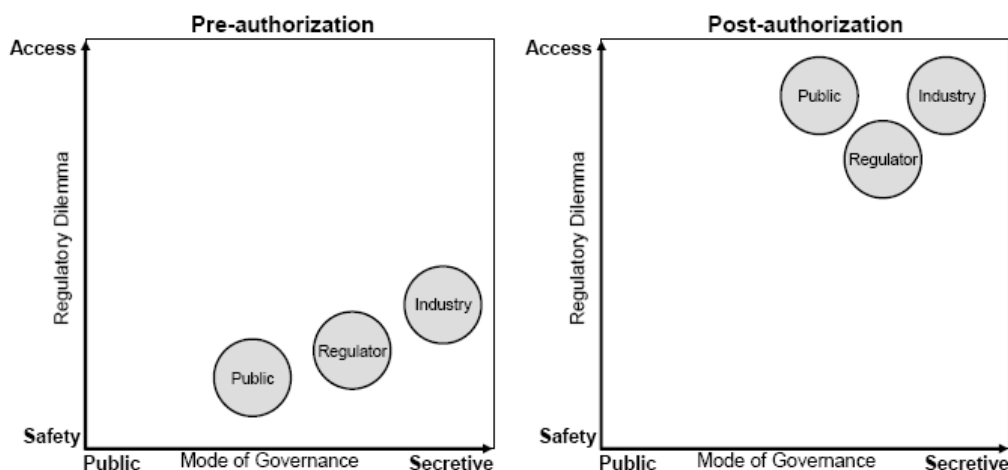 Pre-authorization
Access
Regulatory Dilemma
Industry
Regulator
Public
Safety
Public
Mode of Governance
Secretive
Post-authorization
Access
Regulatory Dilemma
Public
Industry
Regulator
Safety
Public
Mode of Governance
Secretive